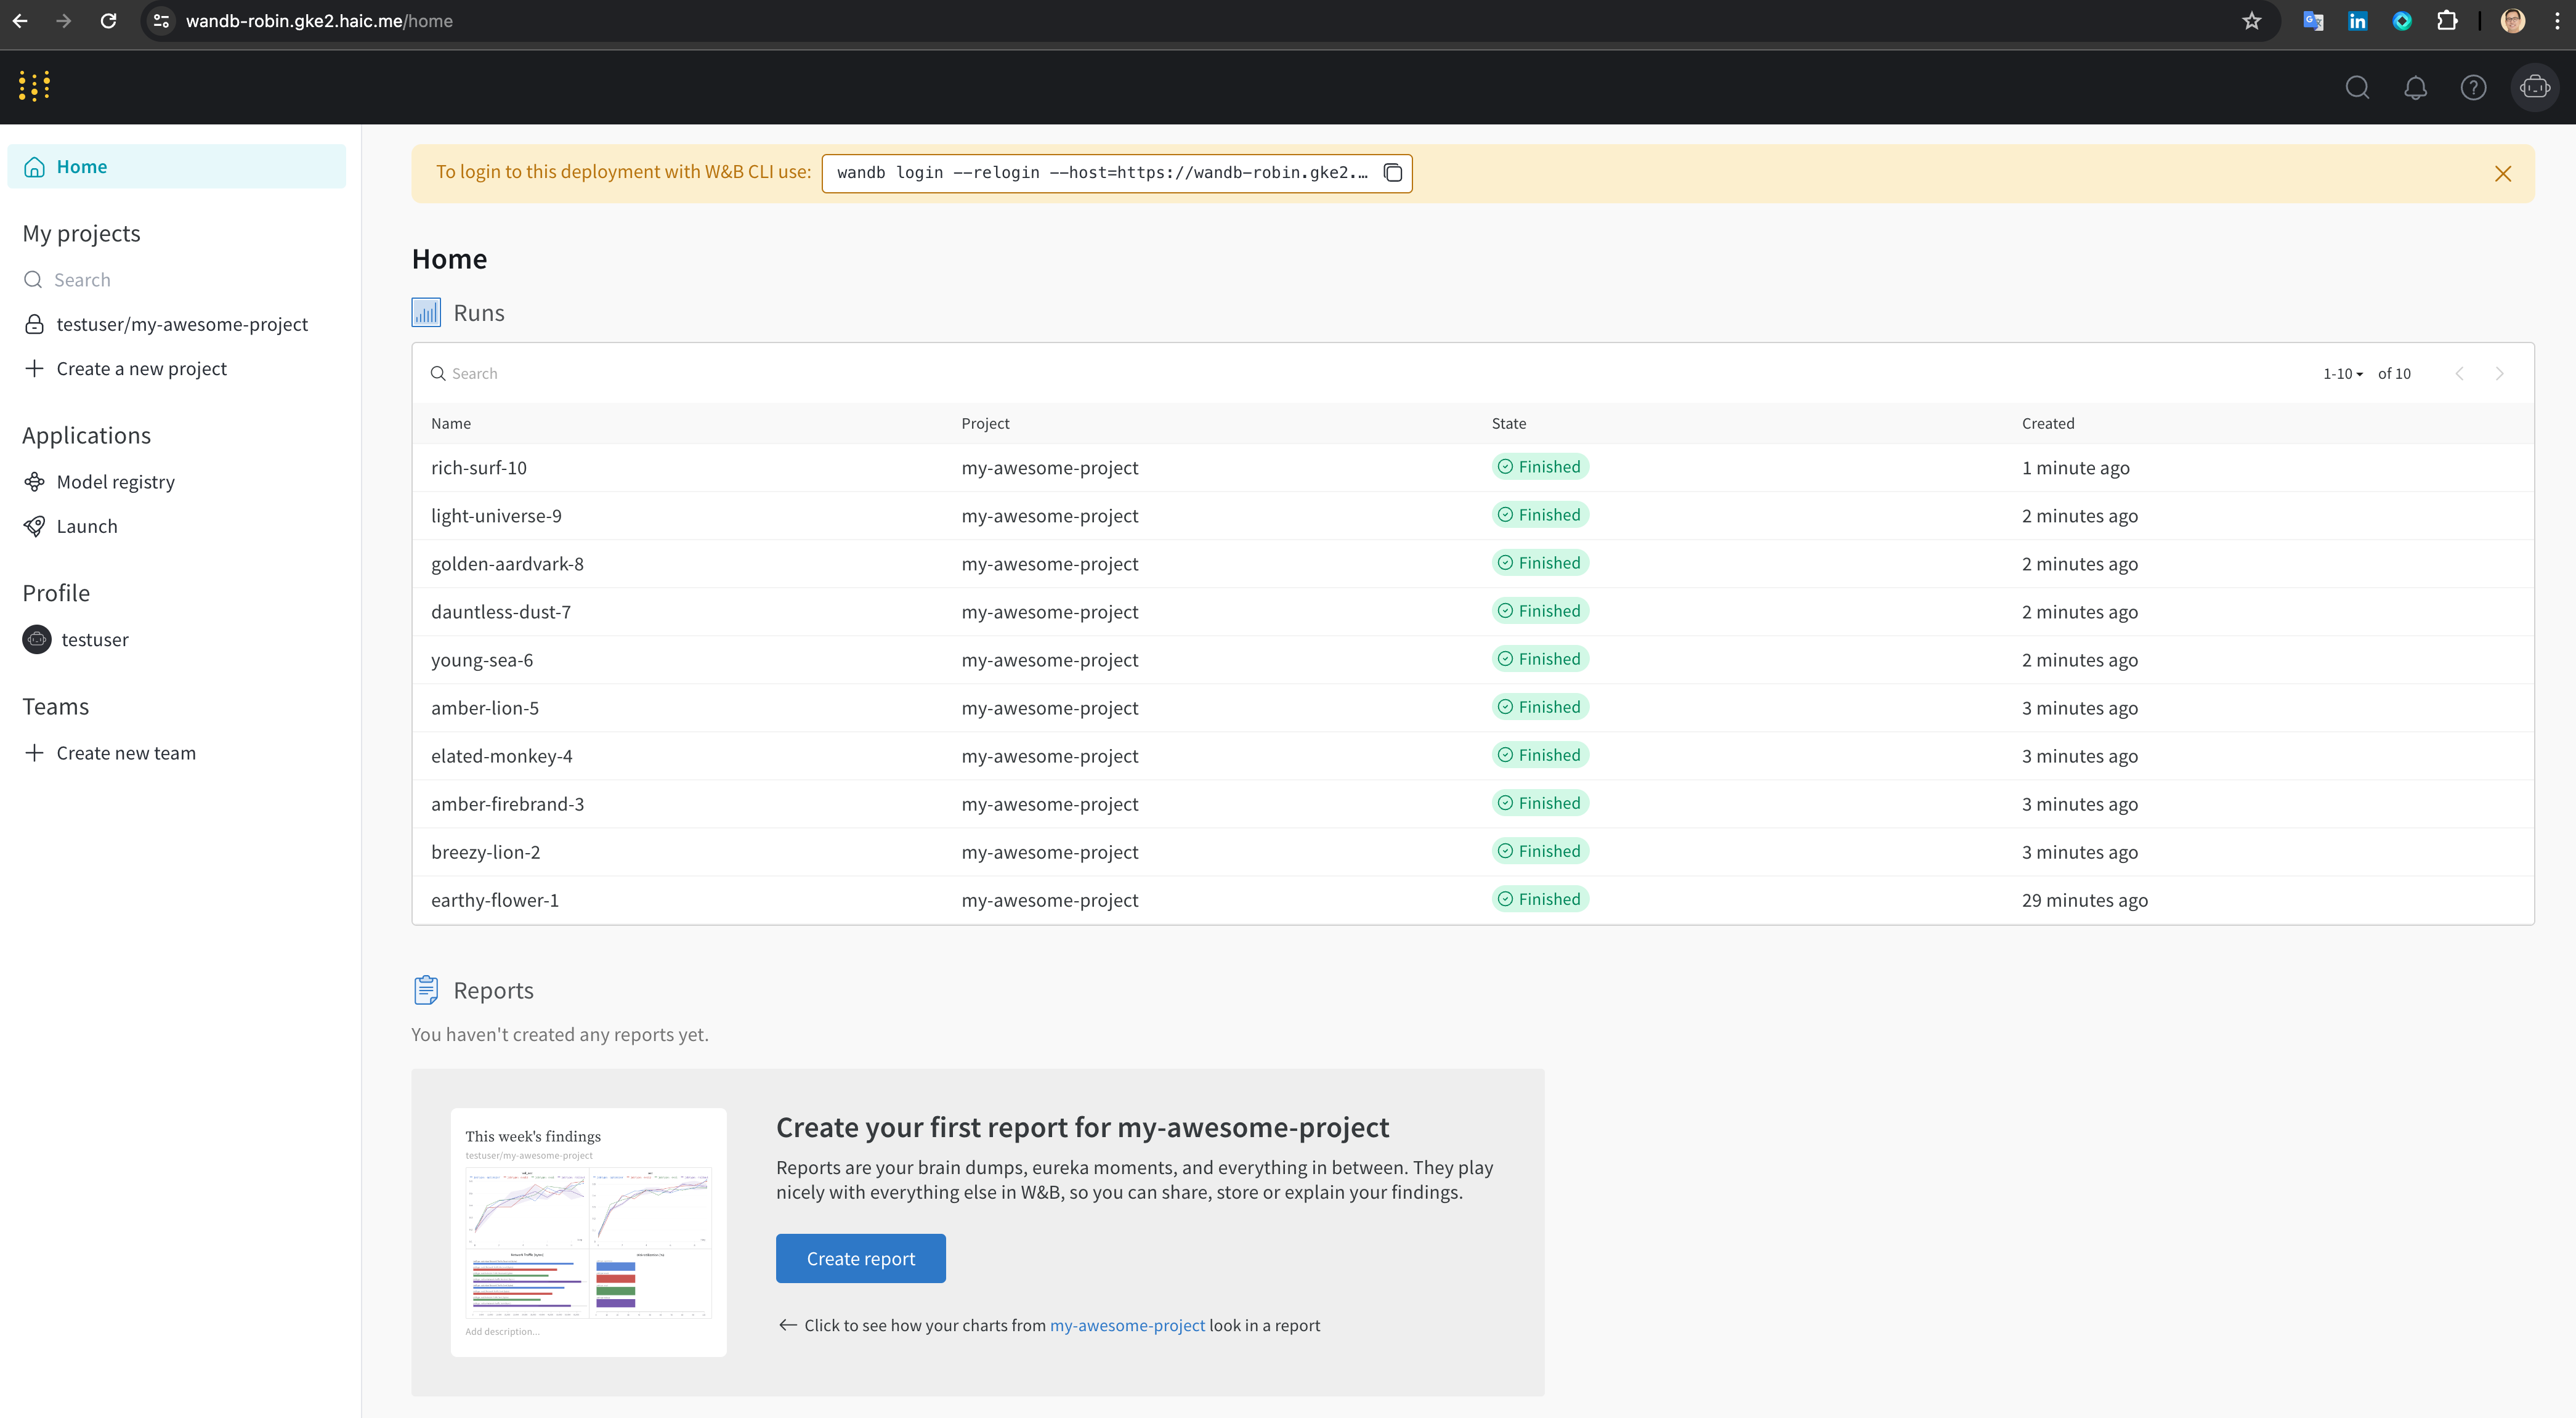 wandb-robin.gke2.haic.me/home
To login to this deployment with W&B CLI use: wandb login --relogin --host=https://wandb-robin.gke2.…
Home
My projects
Search
testuser/my-awesome-project
Create a new project
Applications
Model registry
Launch
Profile
testuser
Teams
Create new team
Home
Runs
Search 1-10 of 10
Name Project State Created
rich-surf-10 my-awesome-project Finished 1 minute ago
light-universe-9 my-awesome-project Finished 2 minutes ago
golden-aardvark-8 my-awesome-project Finished 2 minutes ago
dauntless-dust-7 my-awesome-project Finished 2 minutes ago
young-sea-6 my-awesome-project Finished 2 minutes ago
amber-lion-5 my-awesome-project Finished 3 minutes ago
elated-monkey-4 my-awesome-project Finished 3 minutes ago
amber-firebrand-3 my-awesome-project Finished 3 minutes ago
breezy-lion-2 my-awesome-project Finished 3 minutes ago
earthy-flower-1 my-awesome-project Finished 29 minutes ago
Reports
You haven't created any reports yet.
This week's findings
testuser/my-awesome-project
Add description...
Create your first report for my-awesome-project
Reports are your brain dumps, eureka moments, and everything in between. They play
nicely with everything else in W&B, so you can share, store or explain your findings.
Create report
← Click to see how your charts from my-awesome-project look in a report